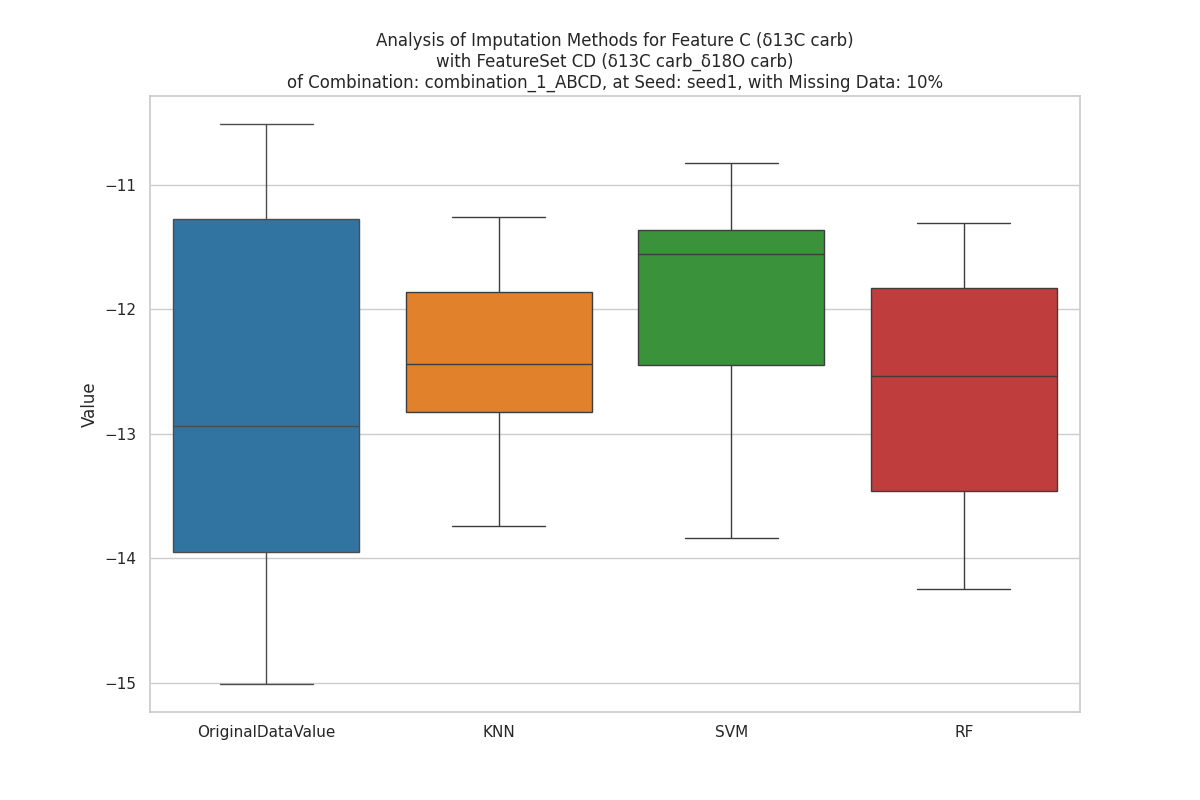 Analysis of Imputation Methods for Feature C (δ13C carb)
with FeatureSet CD (δ13C carb_δ18O carb)
of Combination: combination_1_ABCD, at Seed: seed1, with Missing Data: 10%
Value
−11
−12
−13
−14
−15
OriginalDataValue
KNN
SVM
RF